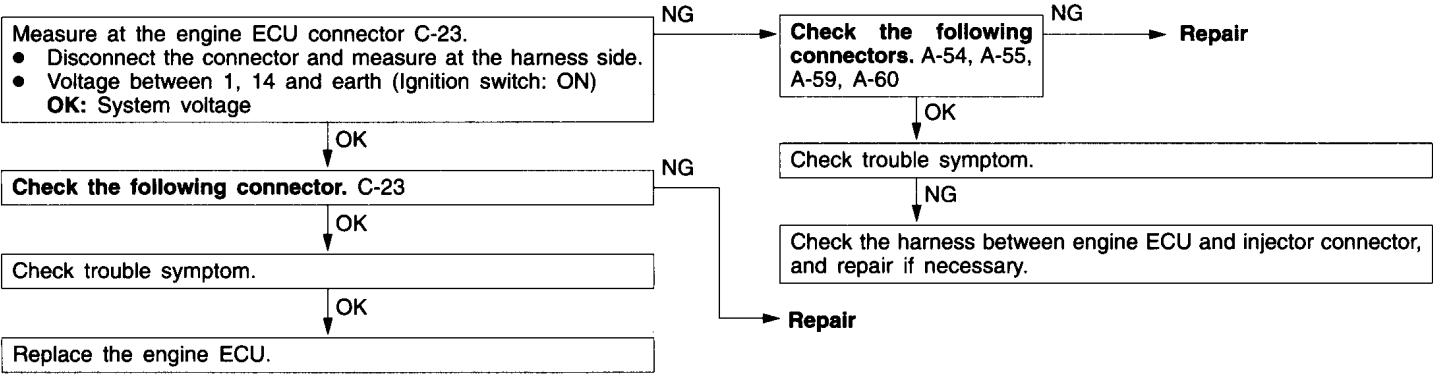 Measure at the engine ECU connector C-23.
● Disconnect the connector and measure at the harness side.
● Voltage between 1, 14 and earth (Ignition switch: ON)
OK: System voltage
NG
Check the following
connectors. A-54, A-55,
A-59, A-60
NG
Repair
OK
OK
Check the following connector. C-23
NG
Check trouble symptom.
OK
NG
Check trouble symptom.
Check the harness between engine ECU and injector connector,
and repair if necessary.
OK
Repair
Replace the engine ECU.